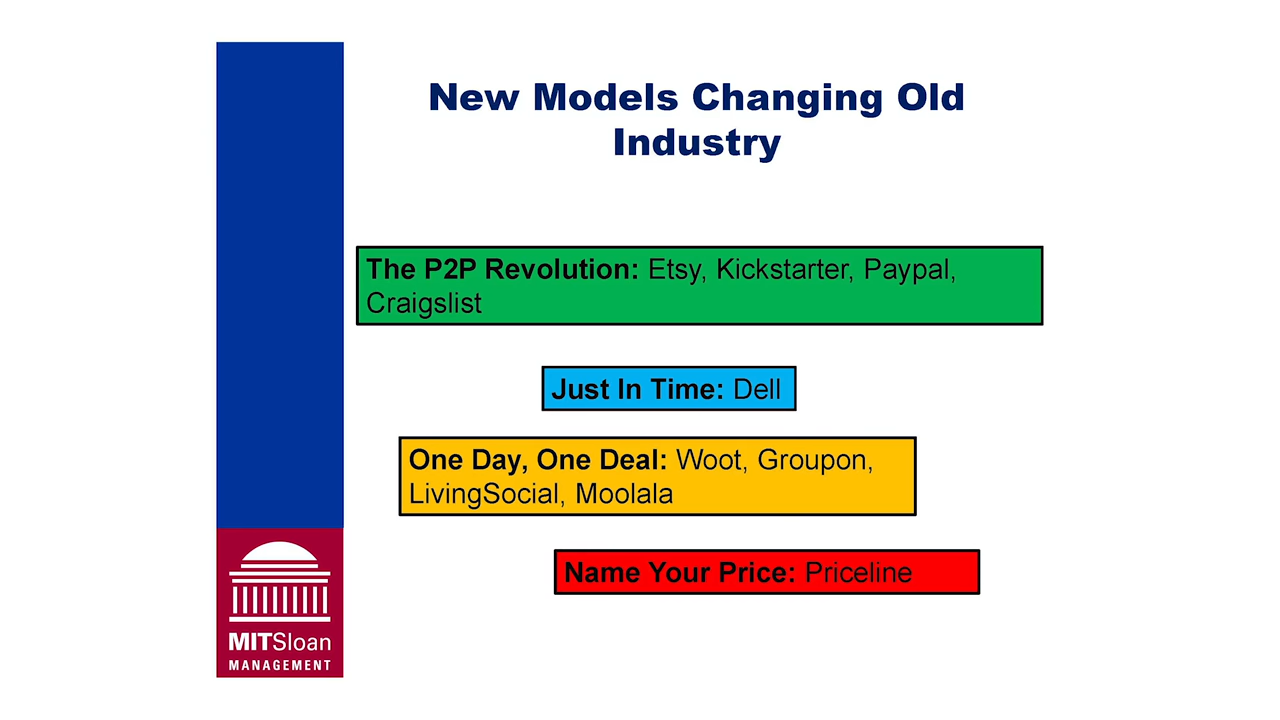 New Models Changing Old
Industry
The P2P Revolution: Etsy, Kickstarter, Paypal,
Craigslist
Just In Time: Dell
One Day, One Deal: Woot, Groupon,
LivingSocial, Moolala
Name Your Price: Priceline
MITSloan
MANAGEMENT